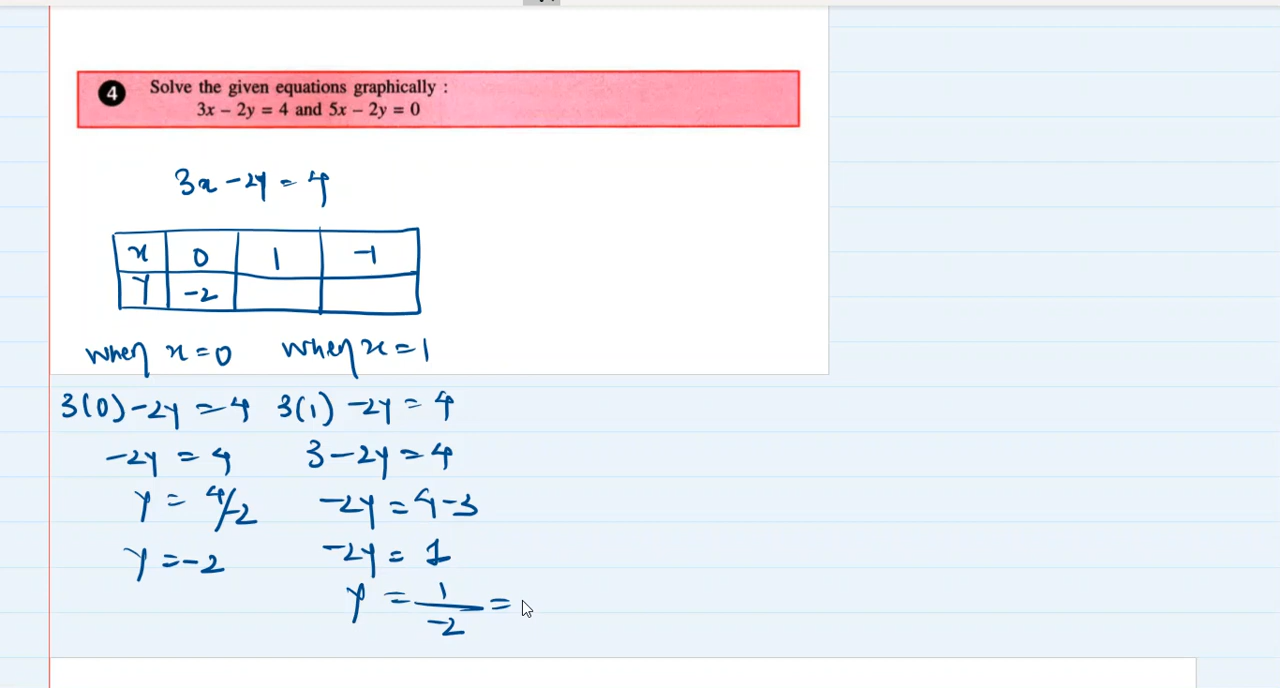 4 Solve the given equations graphically :
3x − 2y = 4 and 5x − 2y = 0
3x − 2y = 4
x 0 1 -1
y -2
when x = 0 when x = 1
3(0) − 2y = 4 3(1) − 2y = 4
-2y = 4 3 − 2y = 4
y = 4/-2 -2y = 4 − 3
y = -2 -2y = 1
y = 1/-2 =